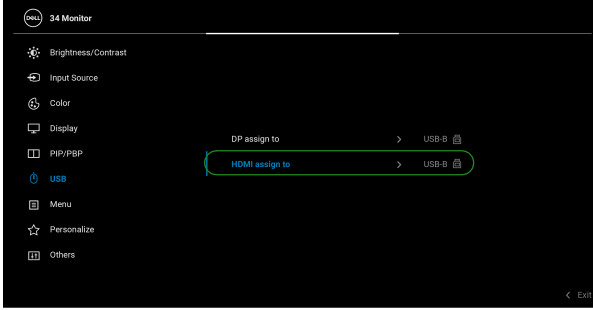 DELL 34 Monitor
Brightness/Contrast
Input Source
Color
Display
DP assign to > USB-B
PIP/PBP
HDMI assign to > USB-B
USB
Menu
Personalize
Others
< Exit